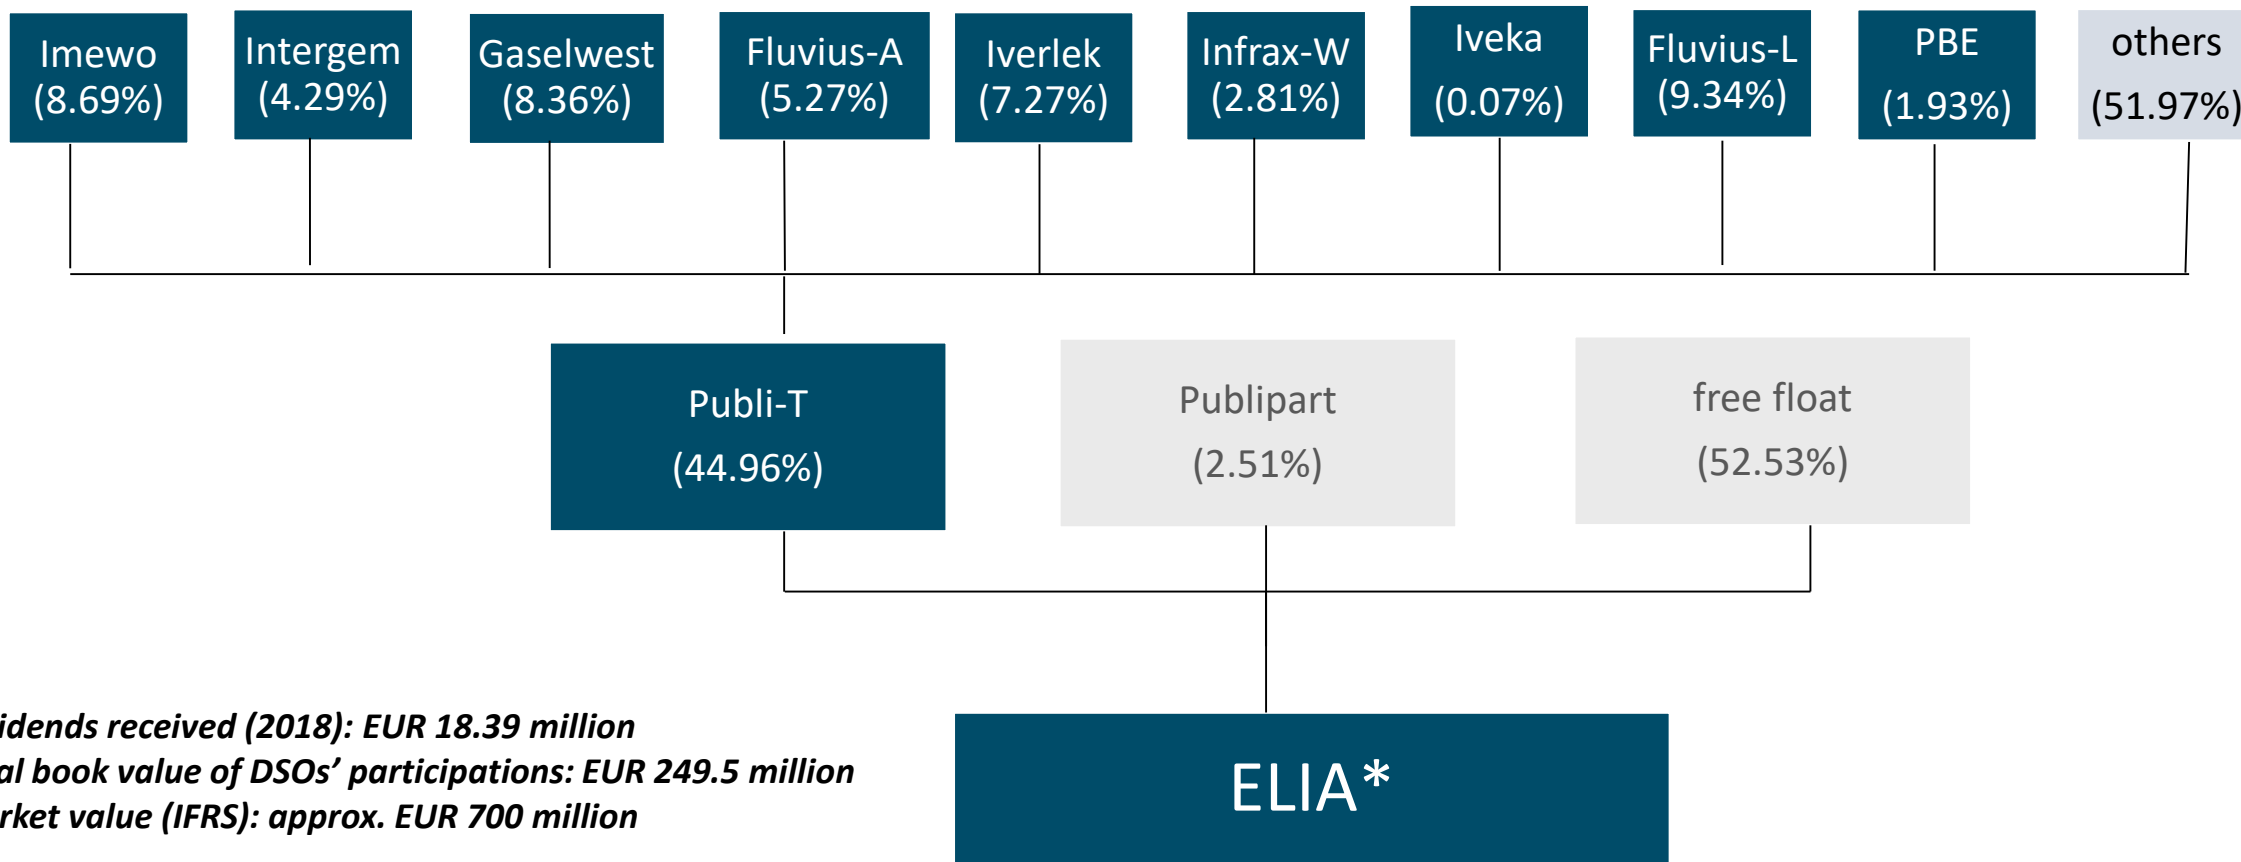 Imewo
(8.69%)
Intergem
(4.29%)
Gaselwest
(8.36%)
Fluvius-A
(5.27%)
Iverlek
(7.27%)
Infrax-W
(2.81%)
Iveka
(0.07%)
Fluvius-L
(9.34%)
PBE
(1.93%)
others
(51.97%)
Publi-T
(44.96%)
Publipart
(2.51%)
free float
(52.53%)
idends received (2018): EUR 18.39 million
al book value of DSOs’ participations: EUR 249.5 million
rket value (IFRS): approx. EUR 700 million
ELIA*